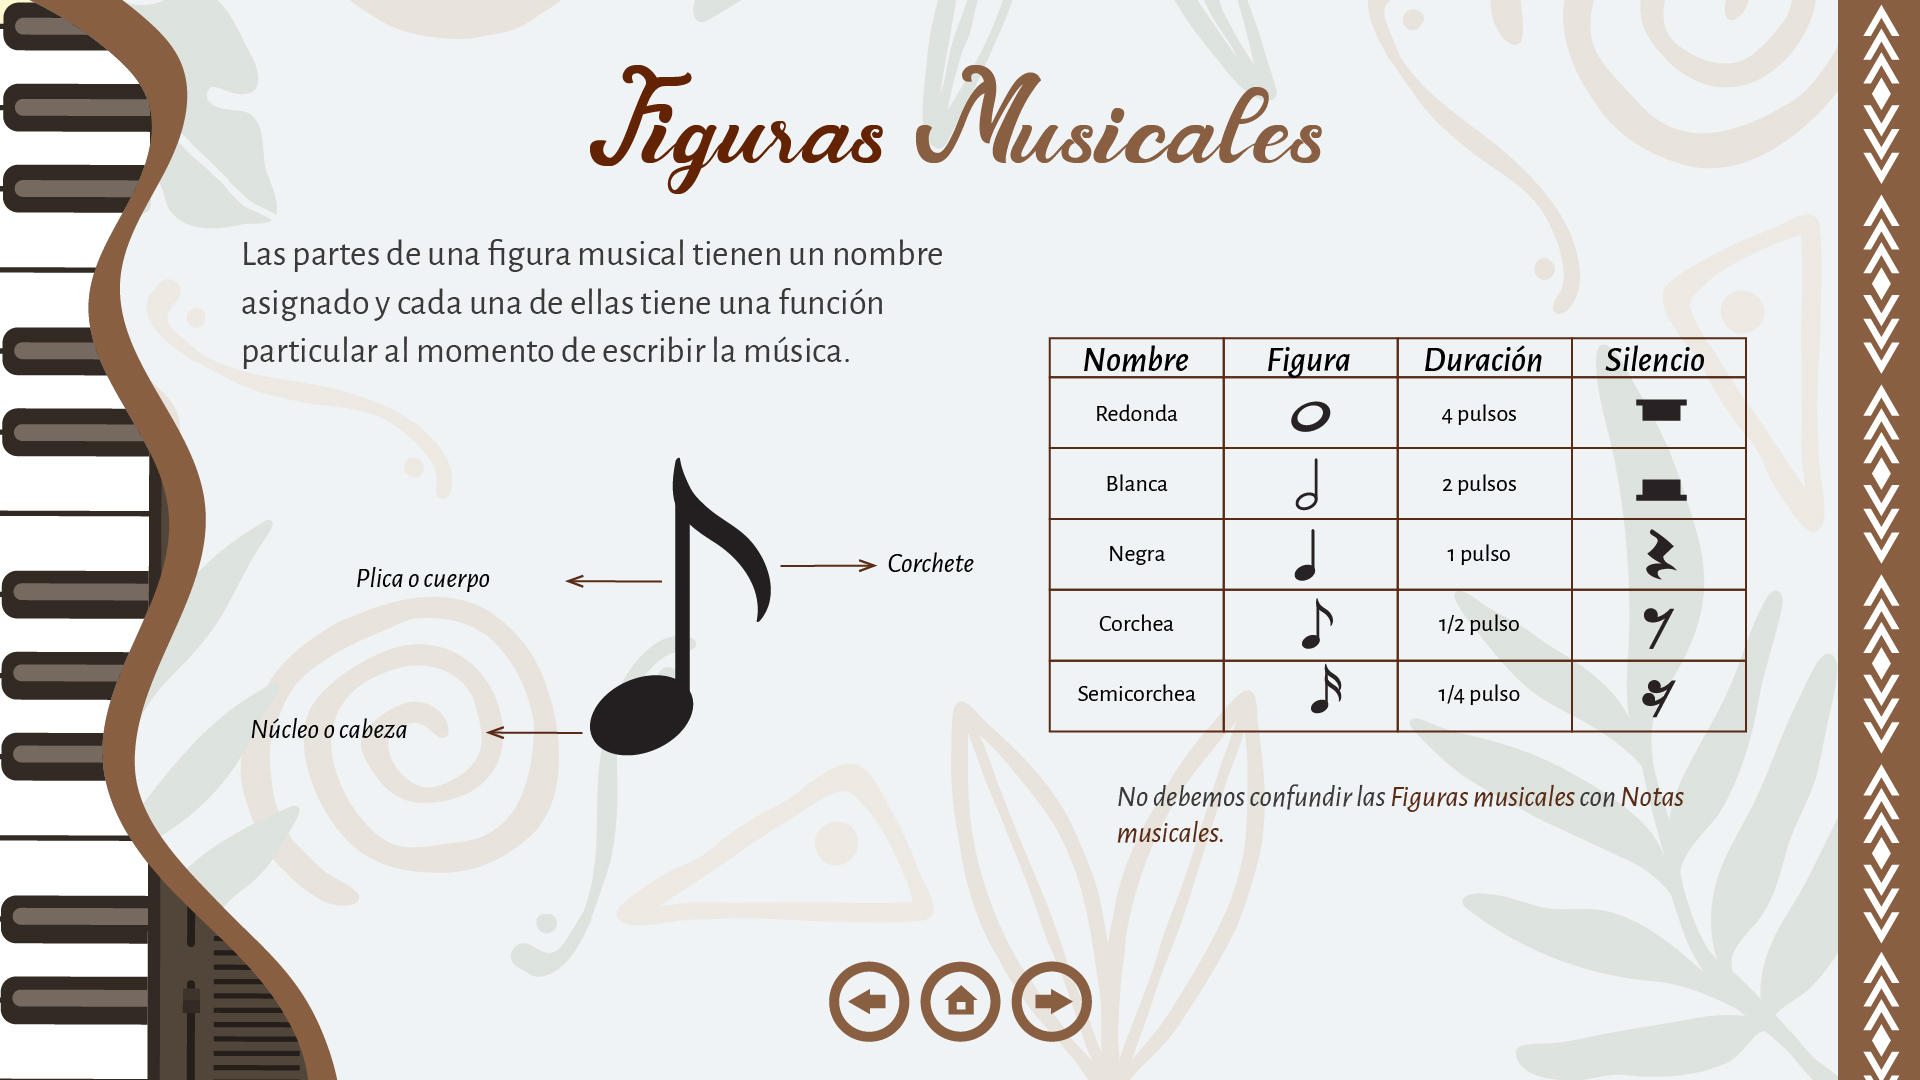 Figuras Musicales
Las partes de una figura musical tienen un nombre
asignado y cada una de ellas tiene una función
particular al momento de escribir la música.
Plica o cuerpo
Corchete
Núcleo o cabeza
Nombre Figura Duración Silencio
Redonda 4 pulsos
Blanca 2 pulsos
Negra 1 pulso
Corchea 1/2 pulso
Semicorchea 1/4 pulso
No debemos confundir las Figuras musicales con Notas
musicales.